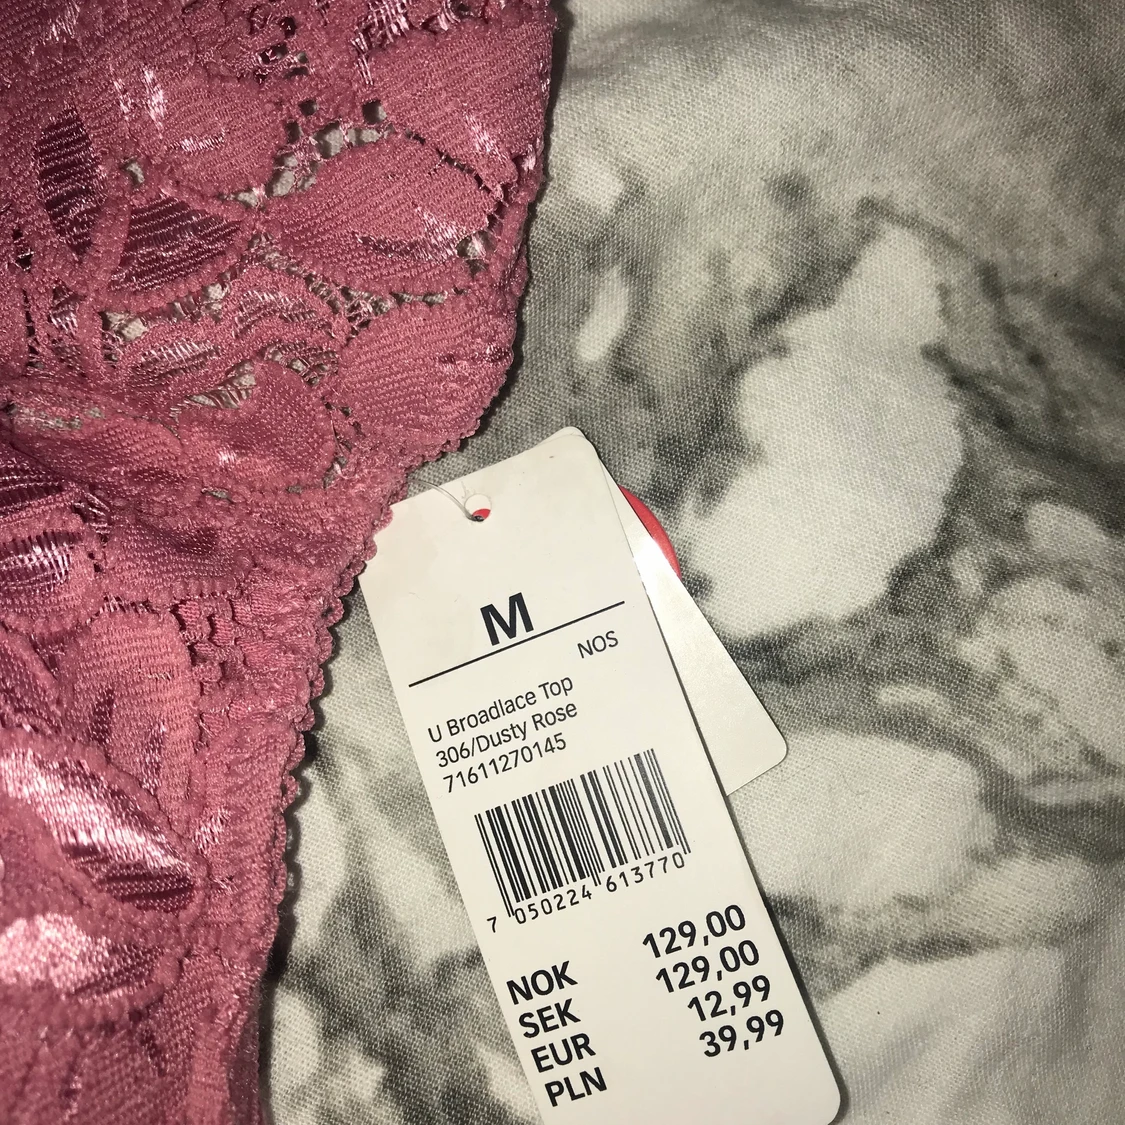 M
NOS
U Broadlace Top
306/Dusty Rose
71611270145
7 050224 613770
NOK 129,00
SEK 129,00
EUR 12,99
PLN 39,99